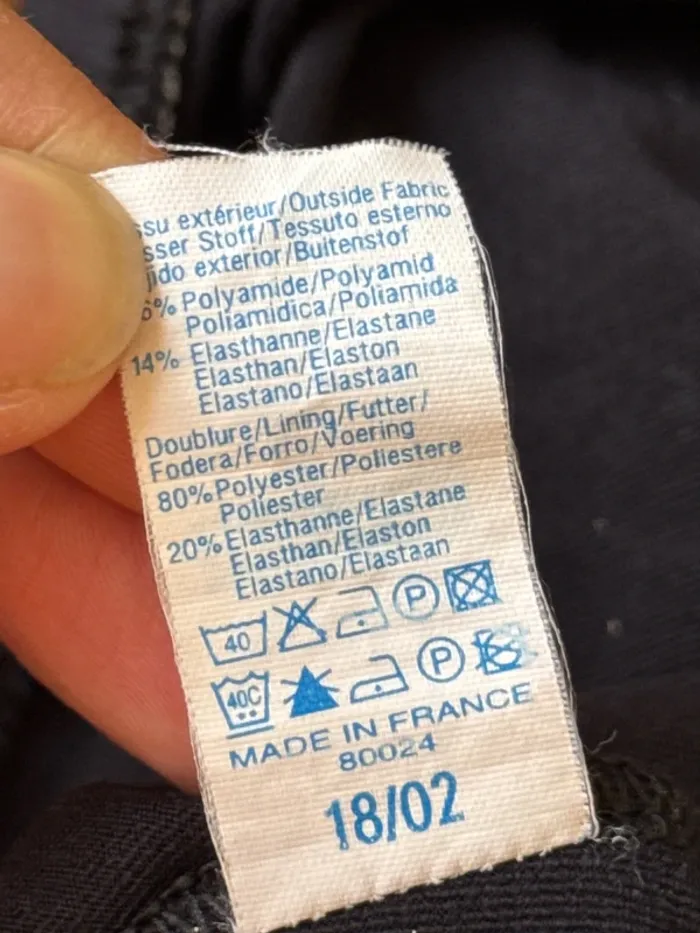 ssu extérieur/Outside Fabric
sser Stoff/Tessuto esterno
jido exterior/Buitenstof
6% Polyamide/Polyamid
Poliamidica/Poliamida
14% Elasthanne/Elastane
Elasthan/Elaston
Elastano/Elastaan
Doublure/Lining/Futter/
Fodera/Forro/Voering
80% Polyester/Poliestere
Poliester
20% Elasthanne/Elastane
Elasthan/Elaston
Elastano/Elastaan
40 P
40C P
MADE IN FRANCE
80024
18/02